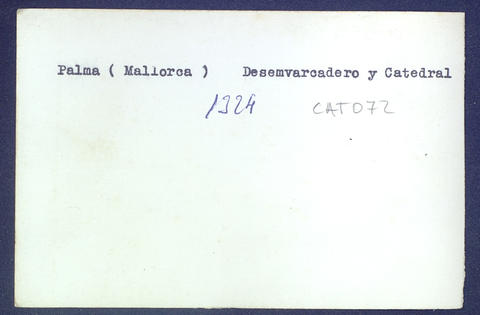 Palma ( Mallorca )    Desemvarcadero y Catedral
1324    CAT072